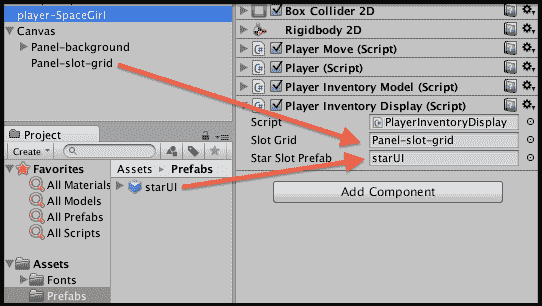 player-SpaceGirl
Canvas
Panel-background
Panel-slot-grid
Project
Create
Favorites
All Materials
All Models
All Prefabs
All Scripts
Assets
Fonts
Prefabs
Assets ▸ Prefabs
starUI
Box Collider 2D
Rigidbody 2D
Player Move (Script)
Player (Script)
Player Inventory Model (Script)
Player Inventory Display (Script)
Script PlayerInventoryDisplay
Slot Grid Panel-slot-grid
Star Slot Prefab starUI
Add Component